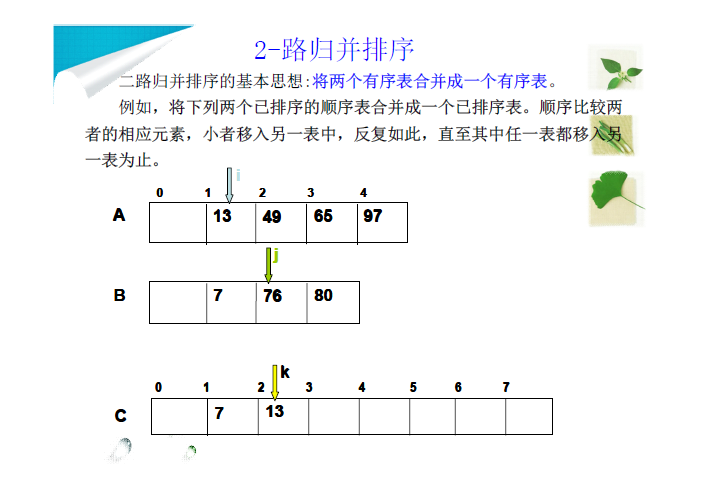 2-路归并排序
二路归并排序的基本思想:将两个有序表合并成一个有序表。
例如，将下列两个已排序的顺序表合并成一个已排序表。顺序比较两
者的相应元素，小者移入另一表中，反复如此，直至其中任一表都移入另
一表为止。
i
0 1 2 3 4
A 13 49 65 97
j
B 7 76 80
k
0 1 2 3 4 5 6 7
C 7 13